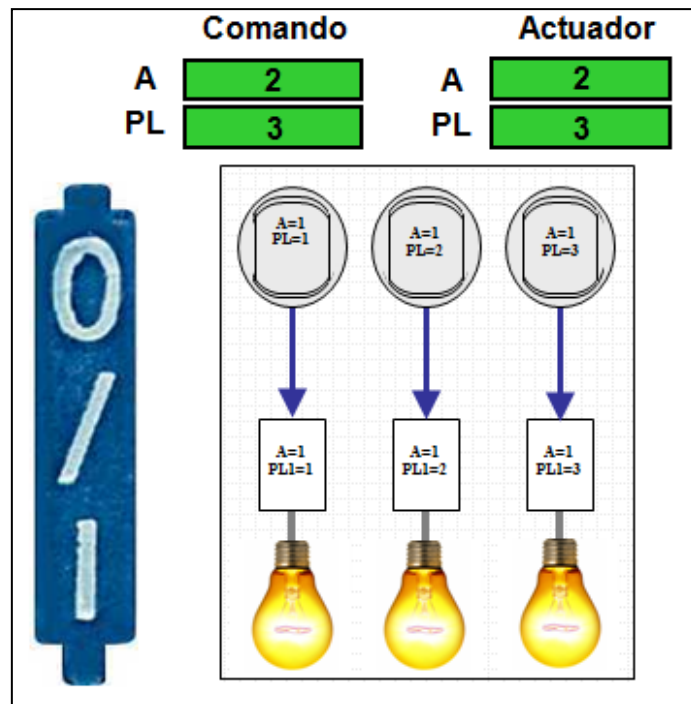 Comando Actuador
A 2 A 2
PL 3 PL 3
0 / I
A=1 A=1 A=1
PL=1 PL=2 PL=3
A=1 A=1 A=1
PL1=1 PL1=2 PL1=3